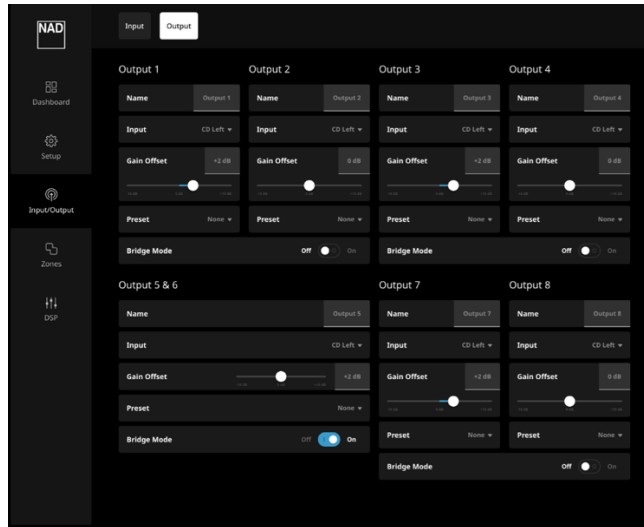 NAD
Input Output
Dashboard
Setup
Input/Output
Zones
DSP
Output 1 Output 2 Output 3 Output 4
Name Output 1 Name Output 2 Name Output 3 Name Output 4
Input CD Left Input CD Left Input CD Left Input CD Left
Gain Offset +2 dB Gain Offset 0 dB Gain Offset +2 dB Gain Offset 0 dB
Preset None Preset None Preset None Preset None
Bridge Mode Off On Bridge Mode Off On
Output 5 & 6 Output 7 Output 8
Name Output 5 Name Output 7 Name Output 8
Input CD Left Input CD Left Input CD Left
Gain Offset +2 dB Gain Offset +2 dB Gain Offset 0 dB
Preset None Preset None Preset None
Bridge Mode Off On Bridge Mode Off On